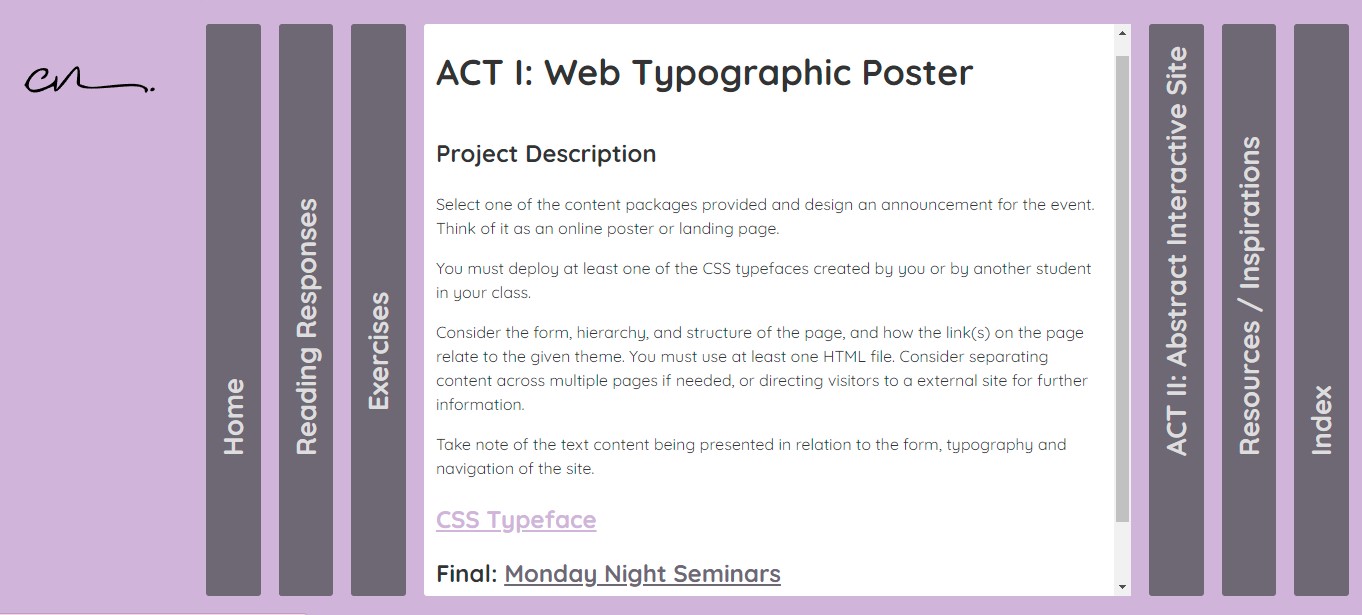 Home
Reading Responses
Exercises
ACT I: Web Typographic Poster
Project Description
Select one of the content packages provided and design an announcement for the event.
Think of it as an online poster or landing page.
You must deploy at least one of the CSS typefaces created by you or by another student
in your class.
Consider the form, hierarchy, and structure of the page, and how the link(s) on the page
relate to the given theme. You must use at least one HTML file. Consider separating
content across multiple pages if needed, or directing visitors to a external site for further
information.
Take note of the text content being presented in relation to the form, typography and
navigation of the site.
CSS Typeface
Final: Monday Night Seminars
ACT II: Abstract Interactive Site
Resources / Inspirations
Index